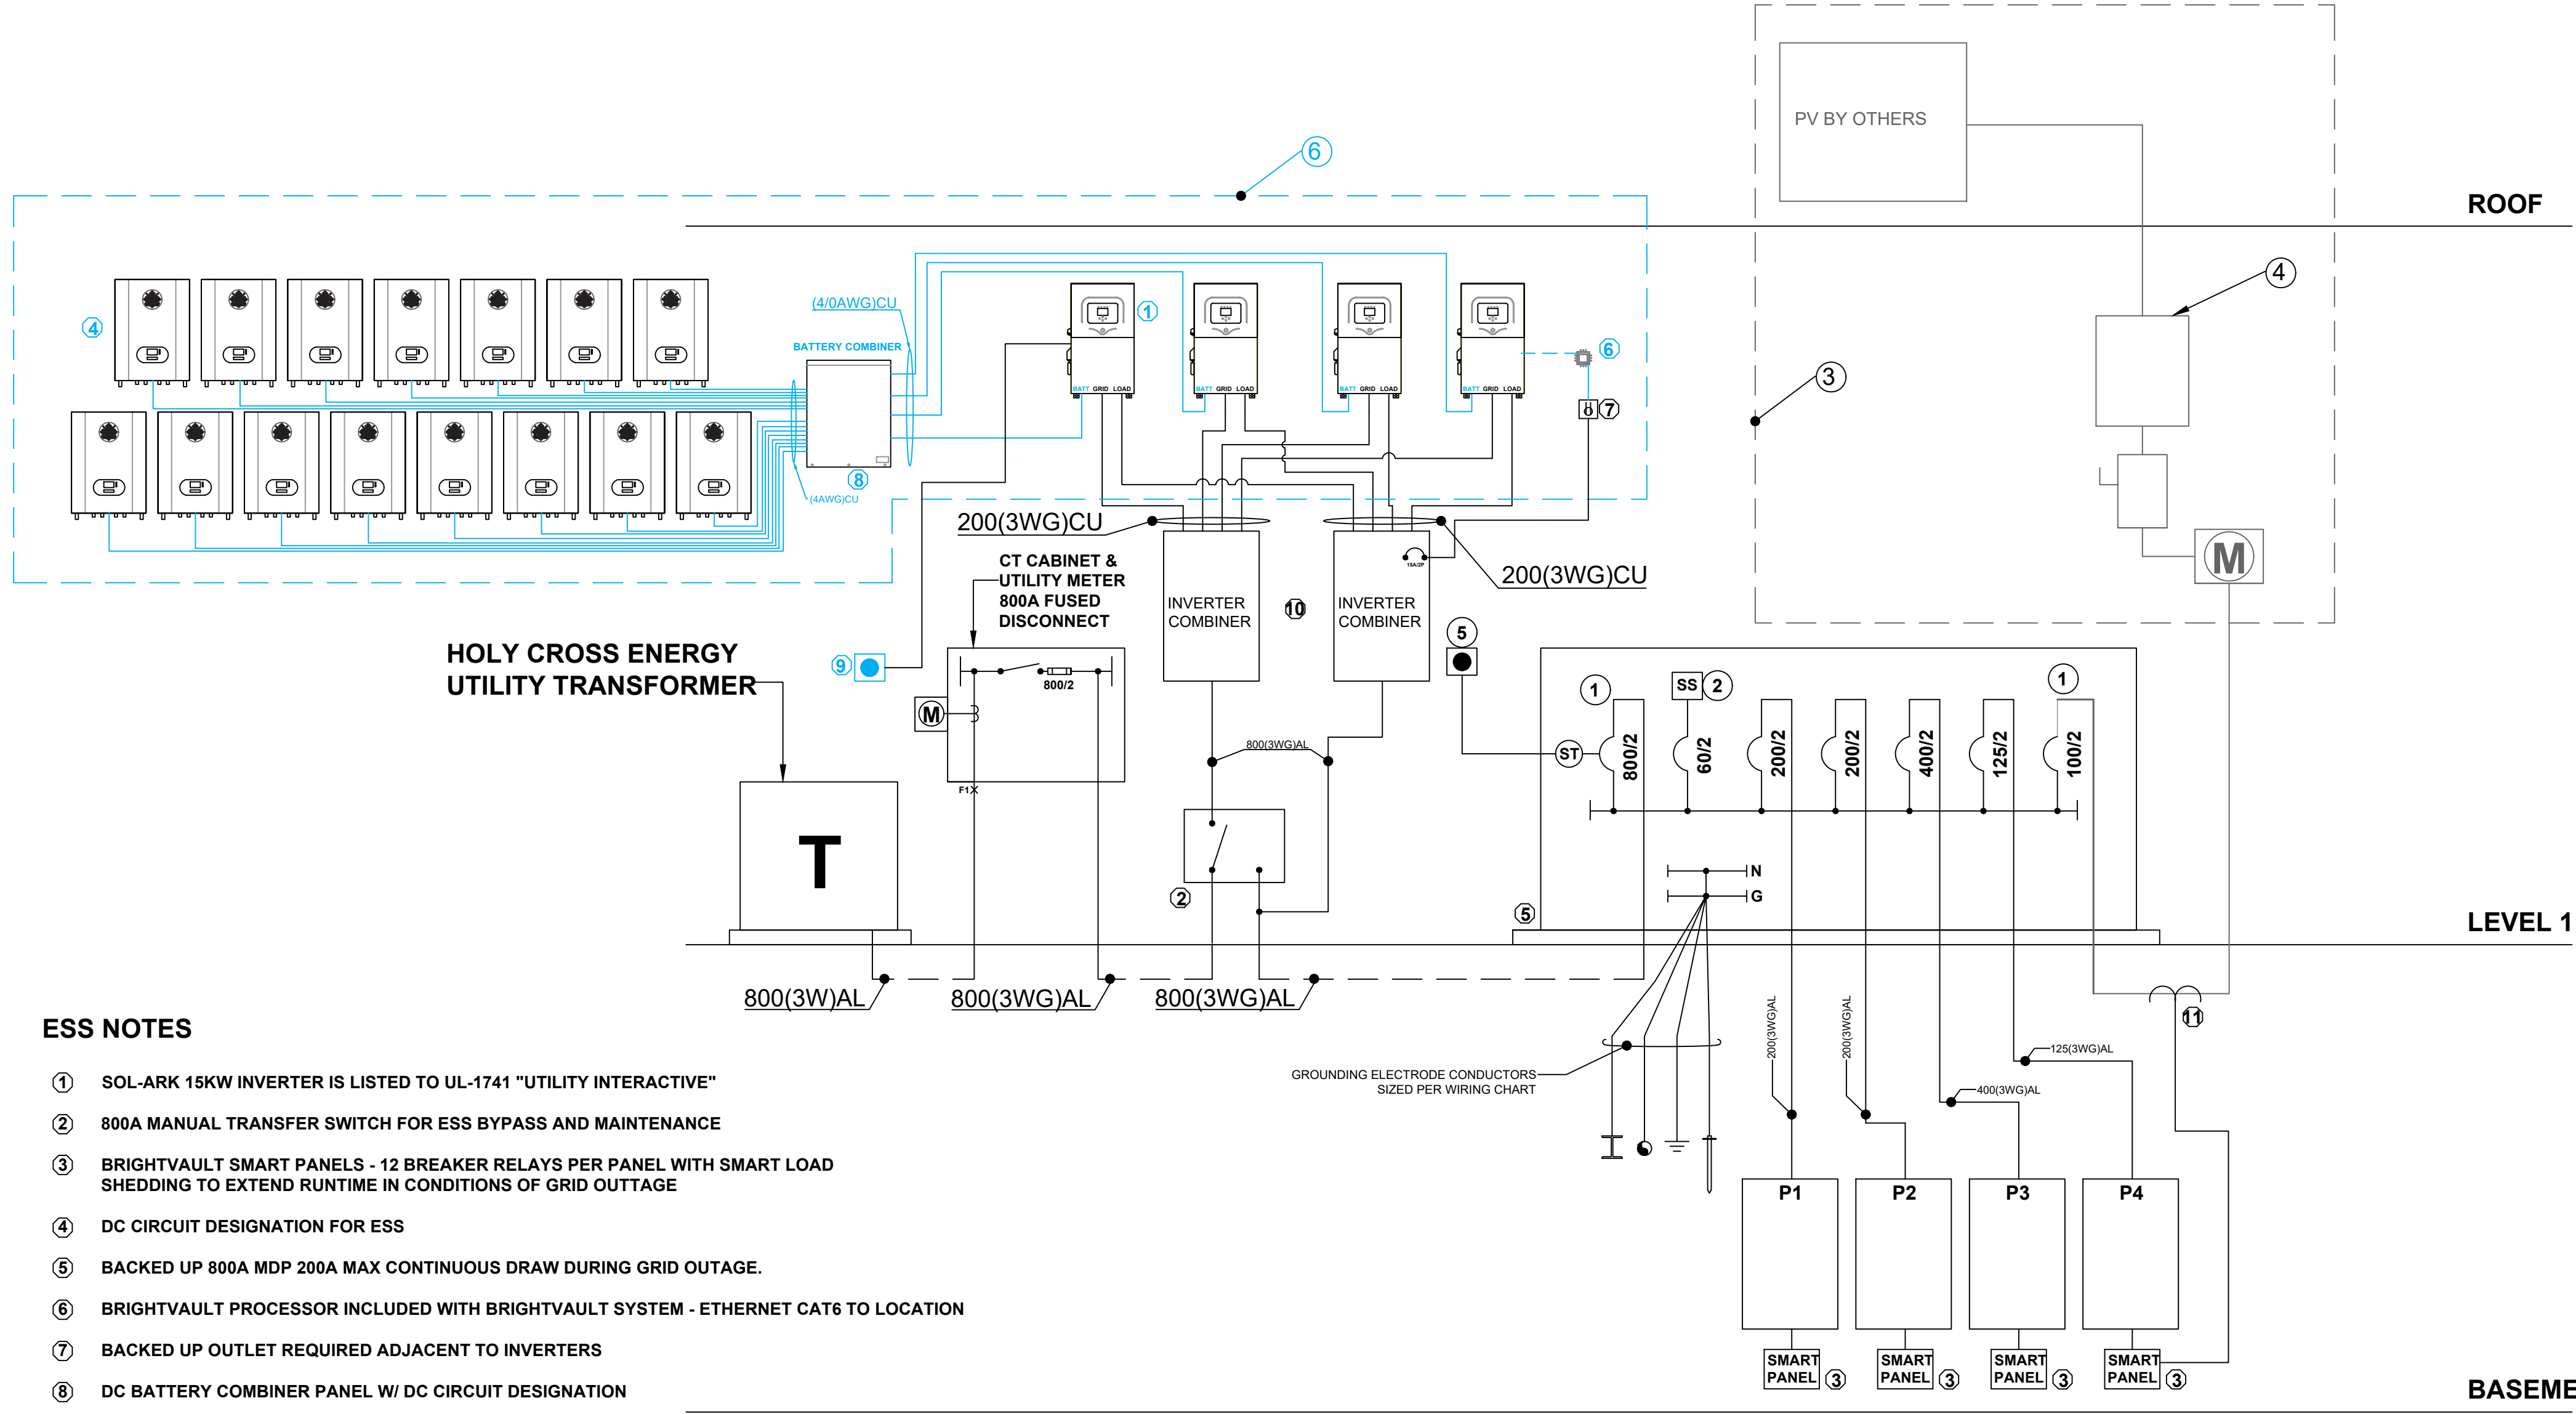 PV BY OTHERS
6
ROOF
4
3
M
4
(4/0AWG)CU
BATTERY COMBINER
8
(4AWG)CU
1
BATT GRID LOAD
BATT GRID LOAD
BATT GRID LOAD
BATT GRID LOAD
6
7
200(3WG)CU
200(3WG)CU
CT CABINET &
UTILITY METER
800A FUSED
DISCONNECT
INVERTER
COMBINER
10
INVERTER
COMBINER
15A/2P
HOLY CROSS ENERGY
UTILITY TRANSFORMER
9
800/2
M
F1
T
800(3WG)AL
2
5
ST
1
SS
2
1
800/2
60/2
200/2
200/2
400/2
125/2
100/2
N
G
5
LEVEL 1
800(3W)AL
800(3WG)AL
800(3WG)AL
11
GROUNDING ELECTRODE CONDUCTORS
SIZED PER WIRING CHART
200(3WG)AL
200(3WG)AL
125(3WG)AL
400(3WG)AL
P1
P2
P3
P4
SMART
PANEL
3
SMART
PANEL
3
SMART
PANEL
3
SMART
PANEL
3
BASEME
ESS NOTES
1 SOL-ARK 15KW INVERTER IS LISTED TO UL-1741 "UTILITY INTERACTIVE"
2 800A MANUAL TRANSFER SWITCH FOR ESS BYPASS AND MAINTENANCE
3 BRIGHTVAULT SMART PANELS - 12 BREAKER RELAYS PER PANEL WITH SMART LOAD
SHEDDING TO EXTEND RUNTIME IN CONDITIONS OF GRID OUTTAGE
4 DC CIRCUIT DESIGNATION FOR ESS
5 BACKED UP 800A MDP 200A MAX CONTINUOUS DRAW DURING GRID OUTAGE.
6 BRIGHTVAULT PROCESSOR INCLUDED WITH BRIGHTVAULT SYSTEM - ETHERNET CAT6 TO LOCATION
7 BACKED UP OUTLET REQUIRED ADJACENT TO INVERTERS
8 DC BATTERY COMBINER PANEL W/ DC CIRCUIT DESIGNATION